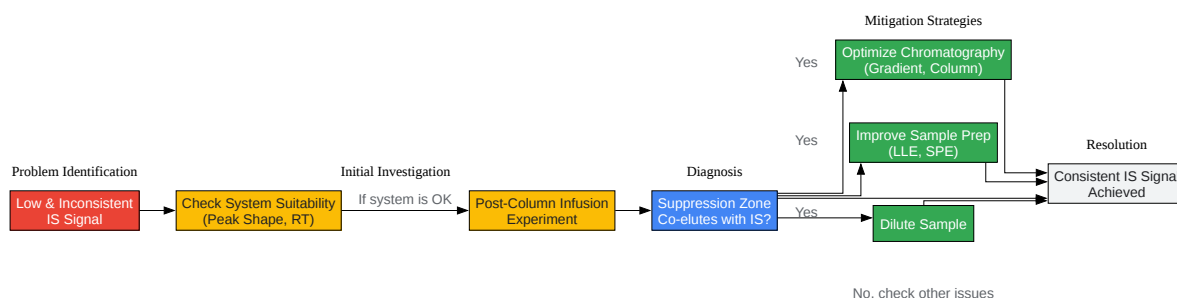 Mitigation Strategies
Yes
Optimize Chromatography
(Gradient, Column)
Yes
Improve Sample Prep
(LLE, SPE)
Problem Identification
Initial Investigation
Diagnosis
Resolution
Low & Inconsistent
IS Signal
Check System Suitability
(Peak Shape, RT)
If system is OK
Post-Column Infusion
Experiment
Suppression Zone
Co-elutes with IS?
Yes
Dilute Sample
Consistent IS Signal
Achieved
No, check other issues